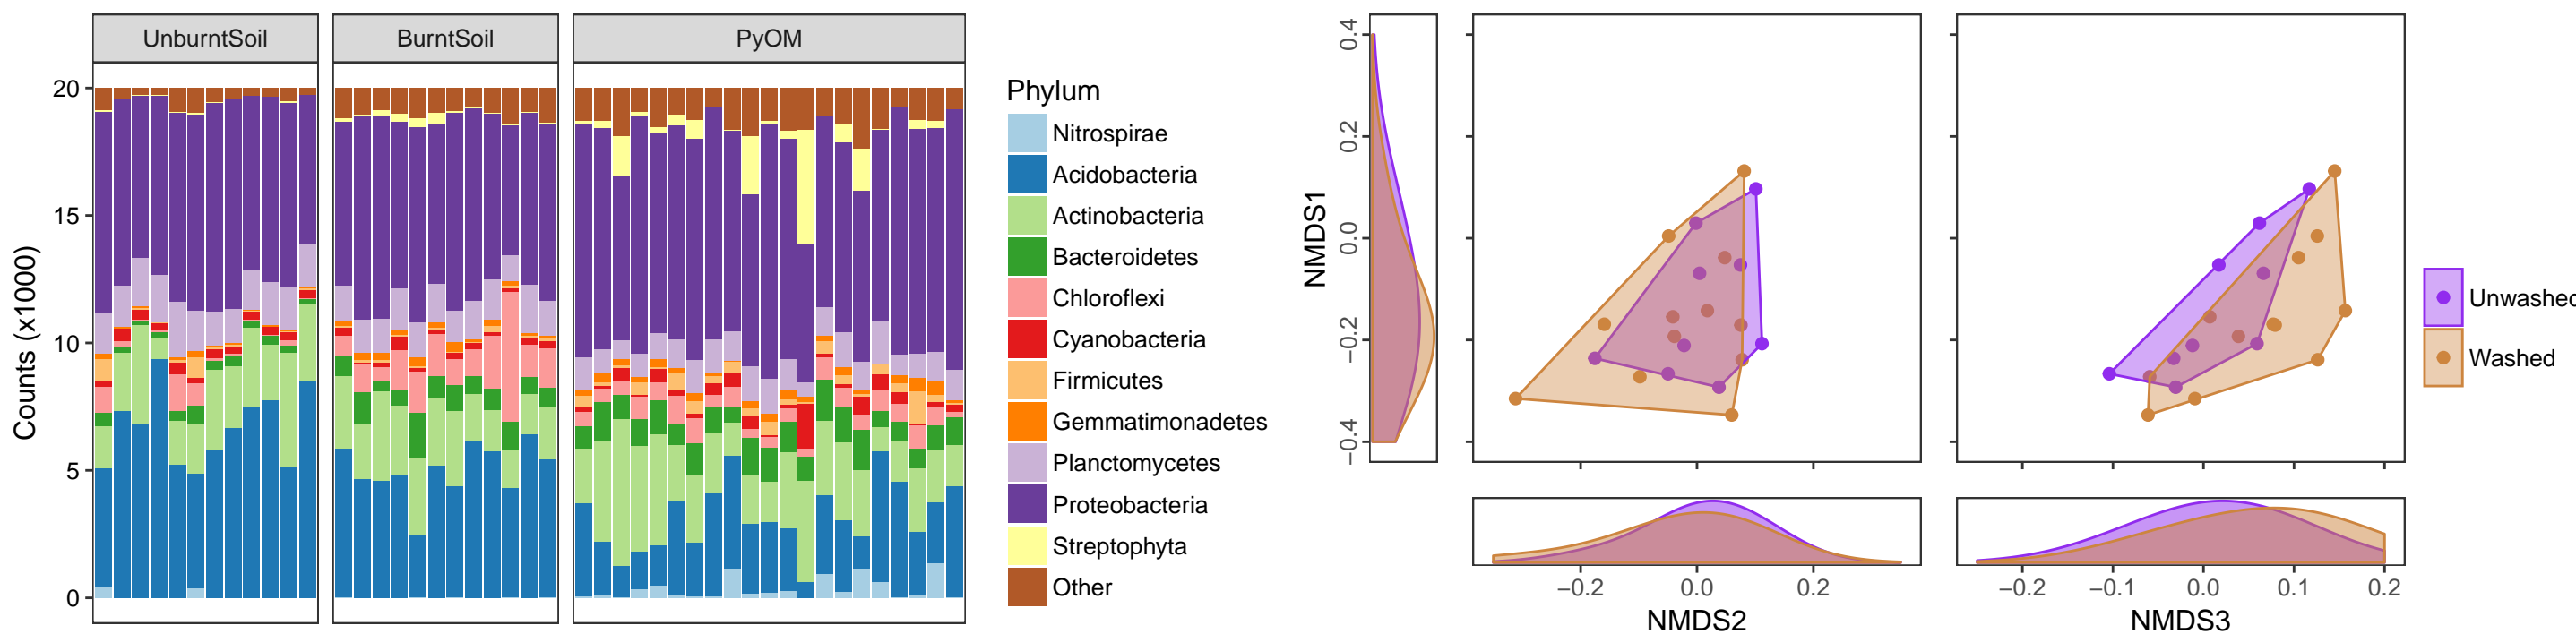 UnburntSoil
BurntSoil
PyOM
20
15
10
5
0
Counts (x1000)
Phylum
Nitrospirae
Acidobacteria
Actinobacteria
Bacteroidetes
Chloroflexi
Cyanobacteria
Firmicutes
Gemmatimonadetes
Planctomycetes
Proteobacteria
Streptophyta
Other
NMDS1
0.4
0.2
0.0
−0.2
−0.4
−0.2
0.0
0.2
NMDS2
−0.2
−0.1
0.0
0.1
0.2
NMDS3
Unwashed
Washed